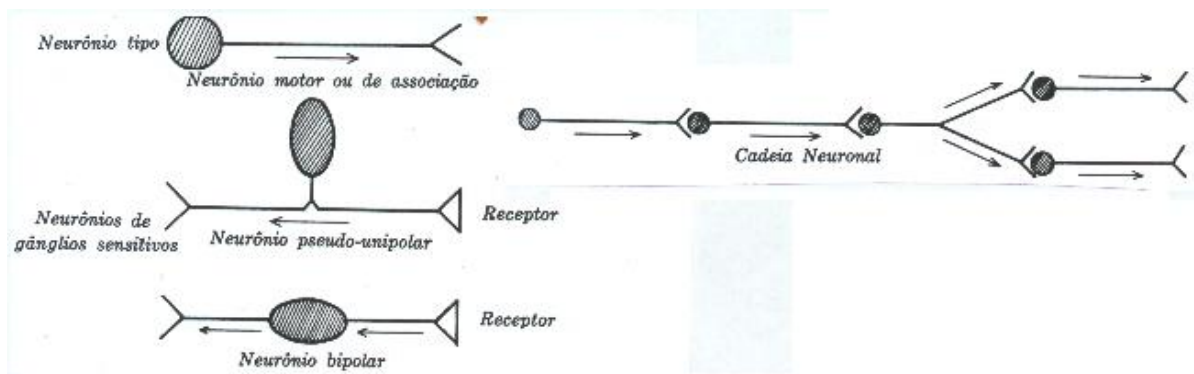 Neurônio tipo
Neurônio motor ou de associação
Neurônios de
gânglios sensitivos
Neurônio pseudo-unipolar
Receptor
Neurônio bipolar
Receptor
Cadeia Neuronal